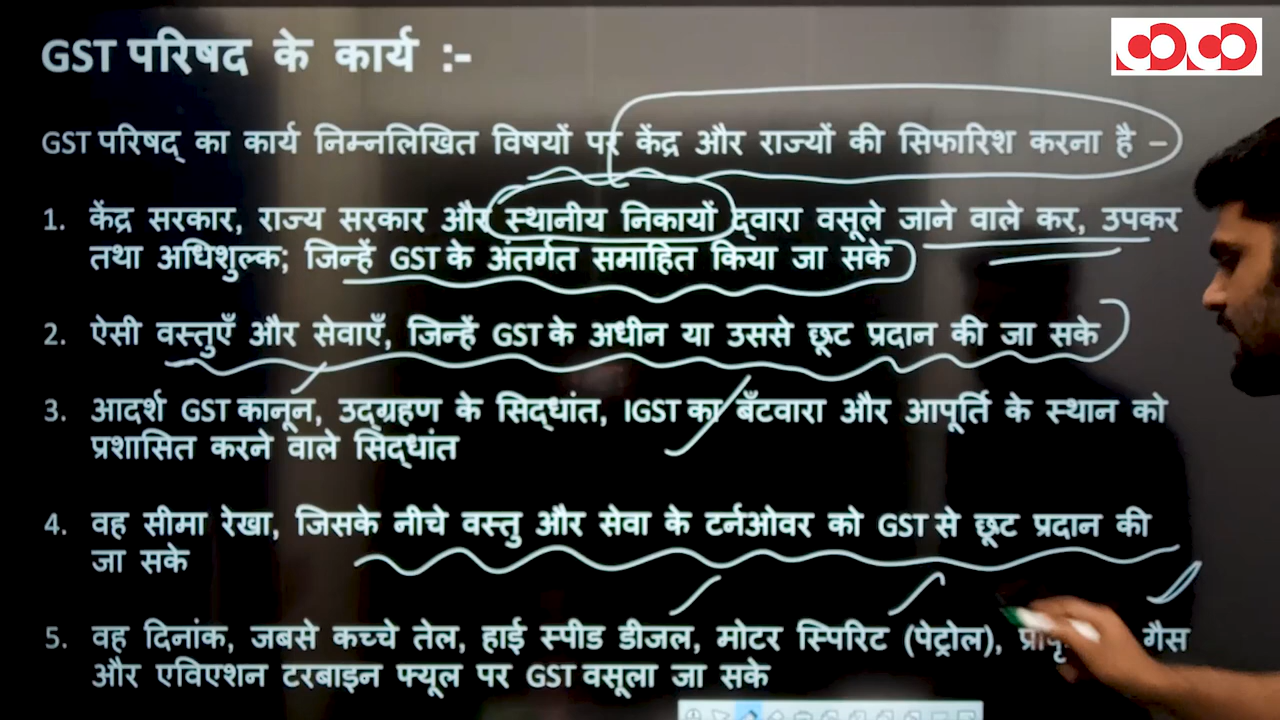 GST परिषद के कार्य :-
GST परिषद् का कार्य निम्नलिखित विषयों पर केंद्र और राज्यों की सिफारिश करना है –
1. केंद्र सरकार, राज्य सरकार और स्थानीय निकायों द्वारा वसूले जाने वाले कर, उपकर
तथा अधिशुल्क; जिन्हें GST के अंतर्गत समाहित किया जा सके
2. ऐसी वस्तुएँ और सेवाएँ, जिन्हें GST के अधीन या उससे छूट प्रदान की जा सके
3. आदर्श GST कानून, उद्ग्रहण के सिद्धांत, IGST का बँटवारा और आपूर्ति के स्थान को
प्रशासित करने वाले सिद्धांत
4. वह सीमा रेखा, जिसके नीचे वस्तु और सेवा के टर्नओवर को GST से छूट प्रदान की
जा सके
5. वह दिनांक, जबसे कच्चे तेल, हाई स्पीड डीजल, मोटर स्पिरिट (पेट्रोल), गैस
और एविएशन टरबाइन फ्यूल पर GST वसूला जा सके